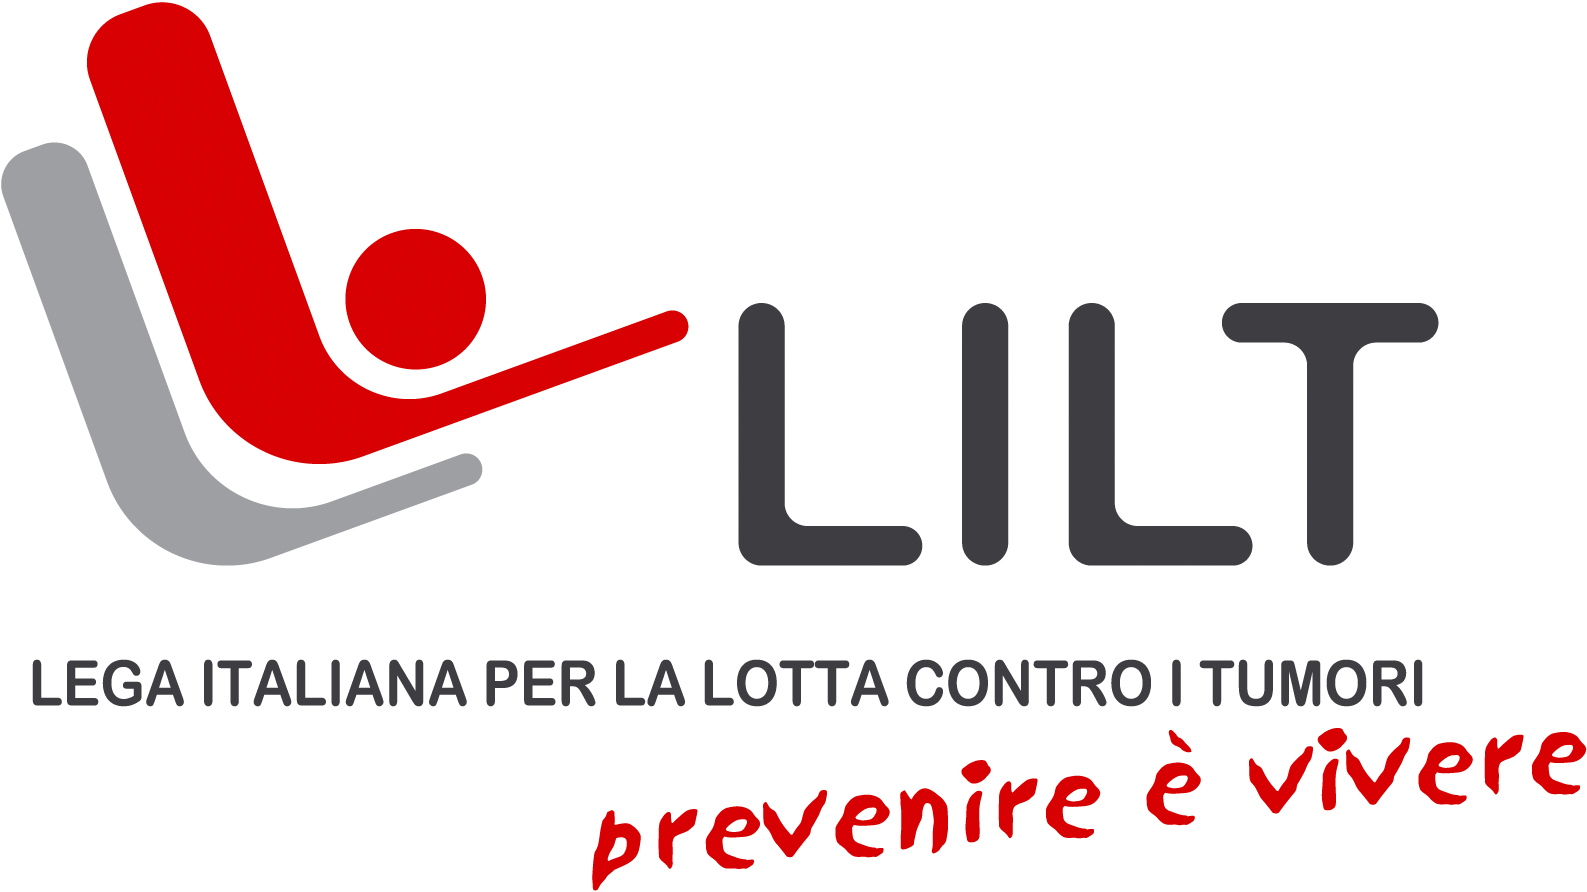 LILT
LEGA ITALIANA PER LA LOTTA CONTRO I TUMORI
prevenire è vivere